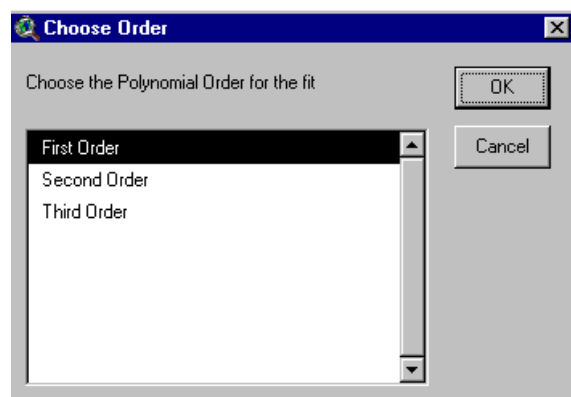 Choose Order
Choose the Polynomial Order for the fit
OK
Cancel
First Order
Second Order
Third Order